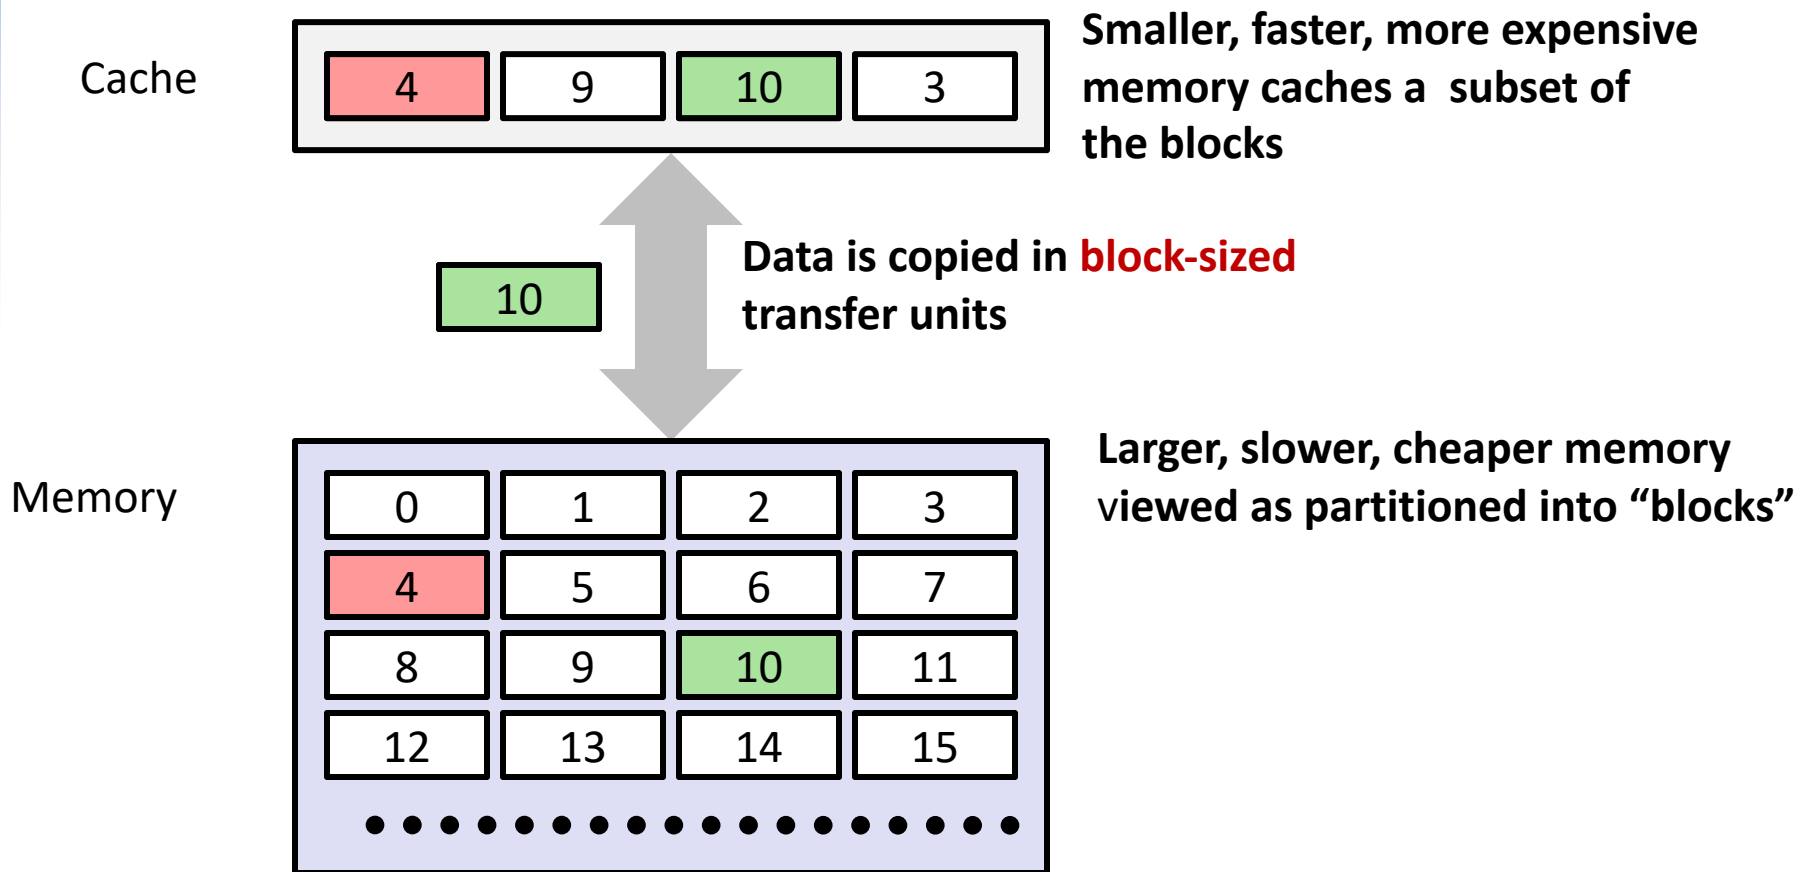 Cache
4 9 10 3
Smaller, faster, more expensive
memory caches a  subset of
the blocks
10
Data is copied in block-sized
transfer units
Memory
0 1 2 3
4 5 6 7
8 9 10 11
12 13 14 15
Larger, slower, cheaper memory
viewed as partitioned into “blocks”